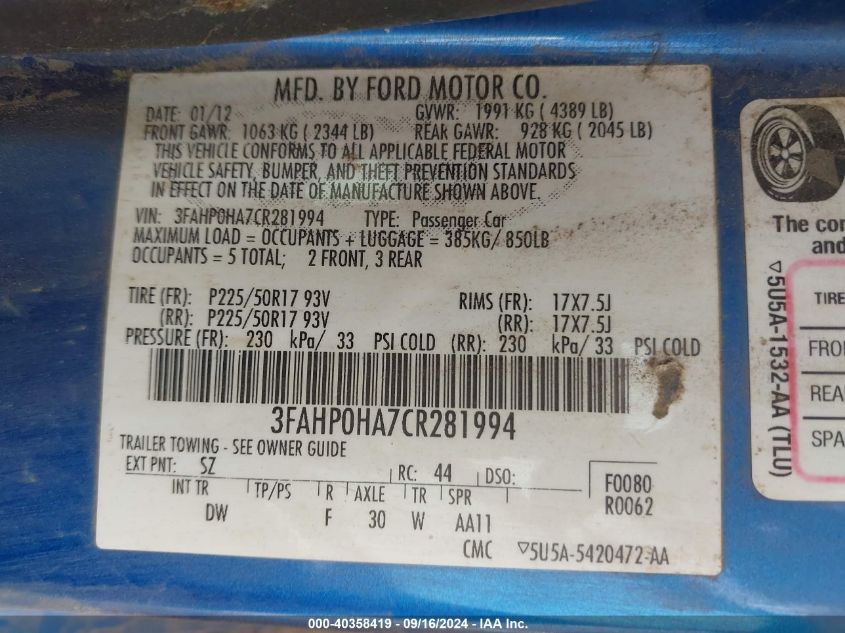 MFD. BY FORD MOTOR CO.
DATE: 01/12 GVWR: 1991 KG ( 4389 LB)
FRONT GAWR: 1063 KG ( 2344 LB) REAR GAWR: 928 KG ( 2045 LB)
THIS VEHICLE CONFORMS TO ALL APPLICABLE FEDERAL MOTOR
VEHICLE SAFETY, BUMPER, AND THEFT PREVENTION STANDARDS
IN EFFECT ON THE DATE OF MANUFACTURE SHOWN ABOVE.
VIN: 3FAHP0HA7CR281994 TYPE: Passenger Car
MAXIMUM LOAD = OCCUPANTS + LUGGAGE = 385KG/ 850LB
OCCUPANTS = 5 TOTAL; 2 FRONT, 3 REAR
TIRE (FR): P225/50R17 93V RIMS (FR): 17X7.5J
(RR): P225/50R17 93V (RR): 17X7.5J
PRESSURE (FR): 230 kPa/ 33 PSI COLD (RR): 230 kPa/ 33 PSI COLD
3FAHP0HA7CR281994
TRAILER TOWING - SEE OWNER GUIDE
EXT PNT: SZ RC: 44 DSO: F0080
INT TR TP/PS R AXLE TR SPR R0062
DW F 30 W AA11
CMC ▽5U5A-5420472-AA
The con
and
▽5U5A-1532-AA (TLU)
TIRE
FRO
REA
SPA
000-40358419 - 09/16/2024 - IAA Inc.